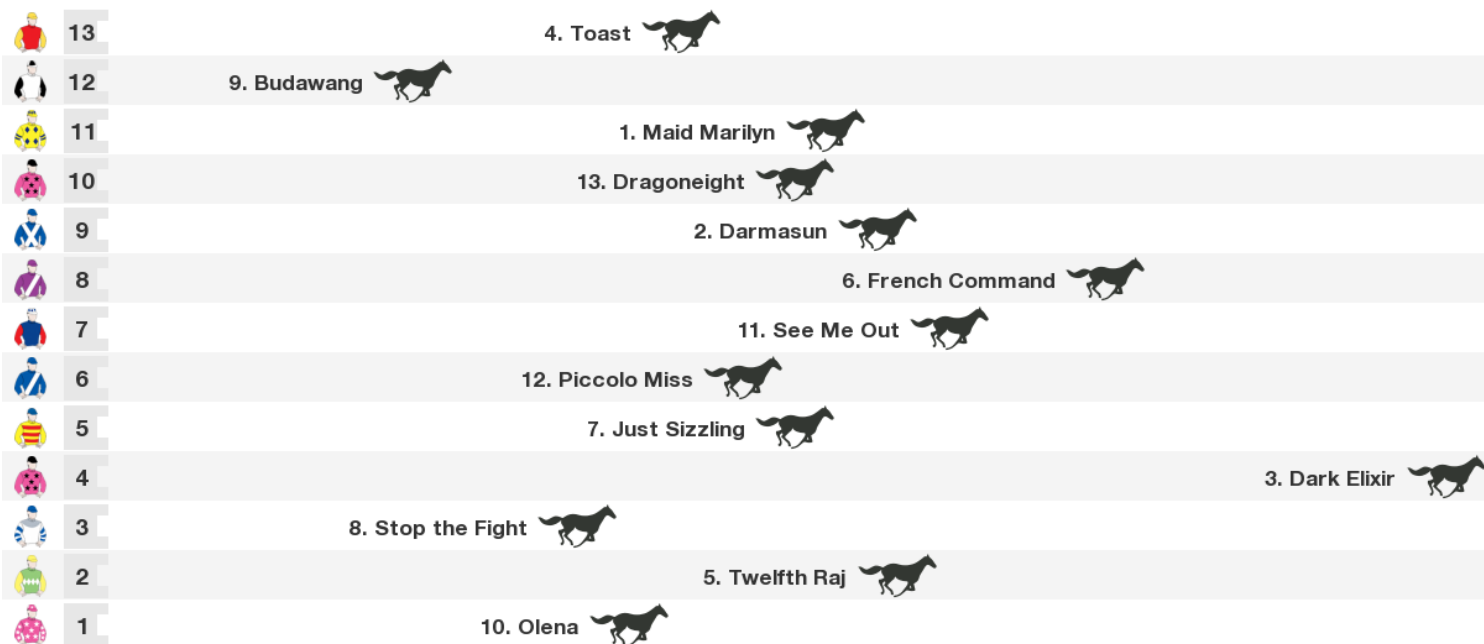 13 4. Toast
12 9. Budawang
11 1. Maid Marilyn
10 13. Dragoneight
9 2. Darmasun
8 6. French Command
7 11. See Me Out
6 12. Piccolo Miss
5 7. Just Sizzling
4 3. Dark Elixir
3 8. Stop the Fight
2 5. Twelfth Raj
1 10. Olena